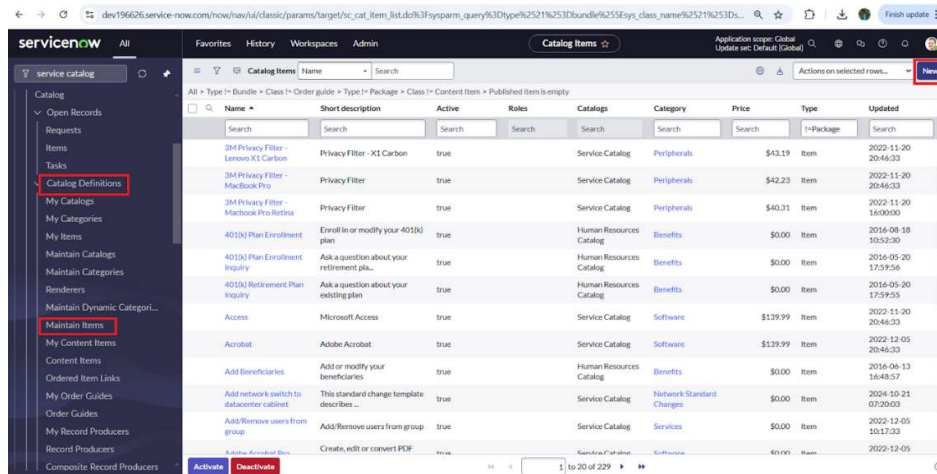 dev196626.service-now.com/now/nav/ui/classic/params/target/sc_cat_item_list.do%3Fsysparm_query%3Dtype%2521%253Dbundle%255Esys_class_name%2521%253Ds...
Finish update
servicenow All Favorites History Workspaces Admin
Catalog Items
Application scope: Global
Update set: Default [Global]
service catalog
Catalog
Open Records
Requests
Items
Tasks
Catalog Definitions
My Catalogs
My Categories
My Items
Maintain Catalogs
Maintain Categories
Renderers
Maintain Dynamic Categori...
Maintain Items
My Content Items
Content Items
Ordered Item Links
My Order Guides
Order Guides
My Record Producers
Record Producers
Composite Record Producers
Catalog Items Name Search Actions on selected rows... New
All > Type != Bundle > Class != Order guide > Type != Package > Class != Content Item > Published item is empty
Name Short description Active Roles Catalogs Category Price Type Updated
Search Search Search Search Search Search Search !=Package Search
3M Privacy Filter - Lenovo X1 Carbon Privacy Filter - X1 Carbon true Service Catalog Peripherals $43.19 Item 2022-11-20 20:46:33
3M Privacy Filter - MacBook Pro Privacy Filter true Service Catalog Peripherals $42.23 Item 2022-11-20 20:46:33
3M Privacy Filter - Macbook Pro Retina Privacy Filter true Service Catalog Peripherals $40.31 Item 2022-11-20 16:00:00
401(k) Plan Enrollment Enroll in or modify your 401(k) plan true Human Resources Catalog Benefits $0.00 Item 2016-08-18 10:52:30
401(k) Plan Enrollment Inquiry Ask a question about your retirement pla... true Human Resources Catalog Benefits $0.00 Item 2016-05-20 17:59:56
401(k) Retirement Plan Inquiry Ask a question about your existing plan true Human Resources Catalog Benefits $0.00 Item 2016-05-20 17:59:55
Access Microsoft Access true Service Catalog Software $139.99 Item 2022-11-20 20:46:33
Acrobat Adobe Acrobat true Service Catalog Software $139.99 Item 2022-12-05 20:46:33
Add Beneficiaries Add or modify your beneficiaries true Human Resources Catalog Benefits $0.00 Item 2016-06-13 16:48:57
Add network switch to datacenter cabinet This standard change template describes ... true Service Catalog Network Standard Changes $0.00 Item 2024-10-21 07:20:03
Add/Remove users from group Add/Remove users from group true Service Catalog Services $0.00 Item 2022-12-05 10:17:33
Adobe Acrobat Pro Create, edit or convert PDF true Service Catalog Software $0.00 Item 2022-12-05
Activate Deactivate 1 to 20 of 229